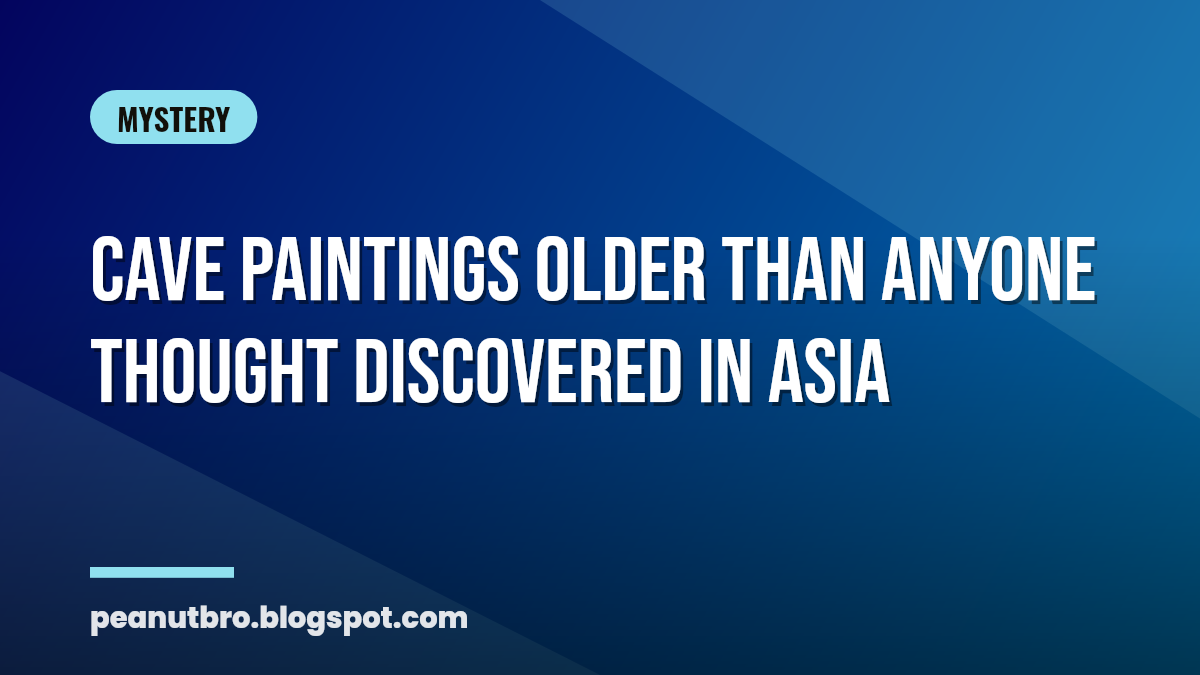 MYSTERY
CAVE PAINTINGS OLDER THAN ANYONE
THOUGHT DISCOVERED IN ASIA
peanutbro.blogspot.com